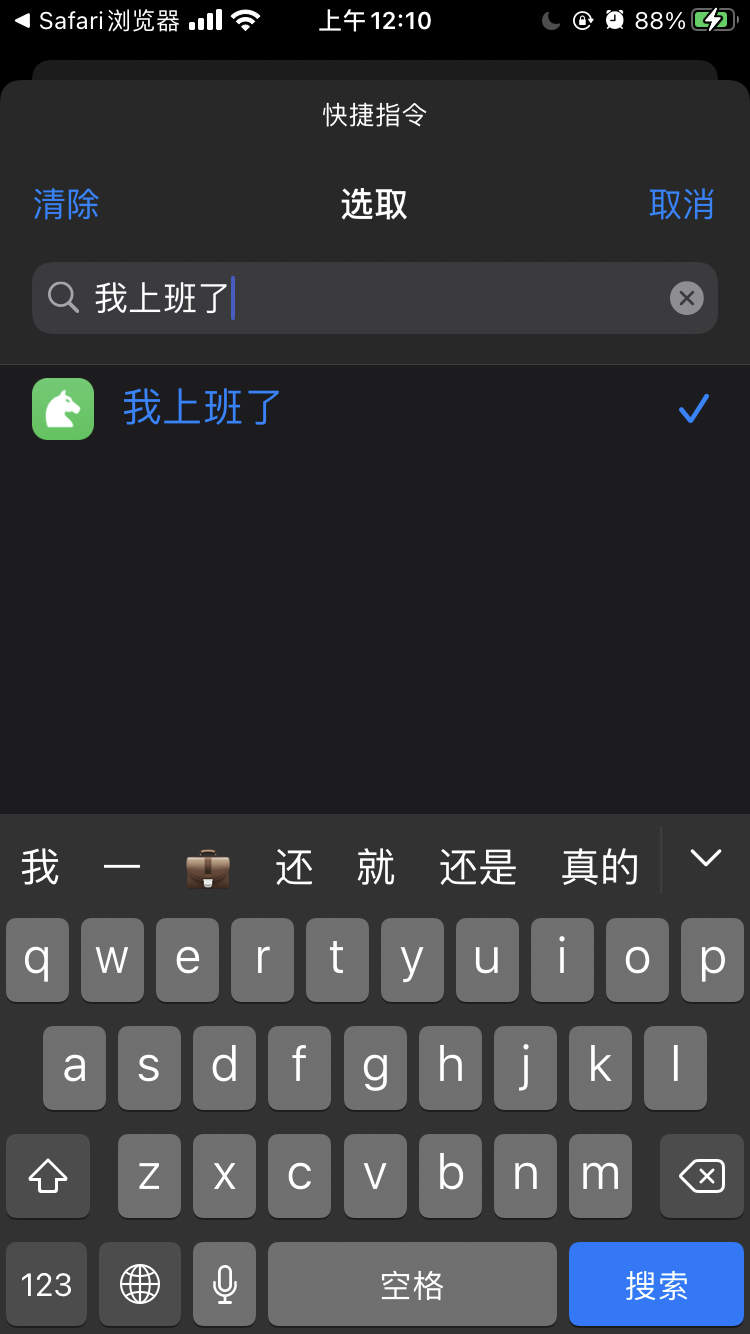 Safari浏览器 上午12:10 88%
快捷指令
清除 选取 取消
我上班了
我上班了
我 一 还 就 还是 真的
q w e r t y u i o p
a s d f g h j k l
z x c v b n m
123 空格 搜索